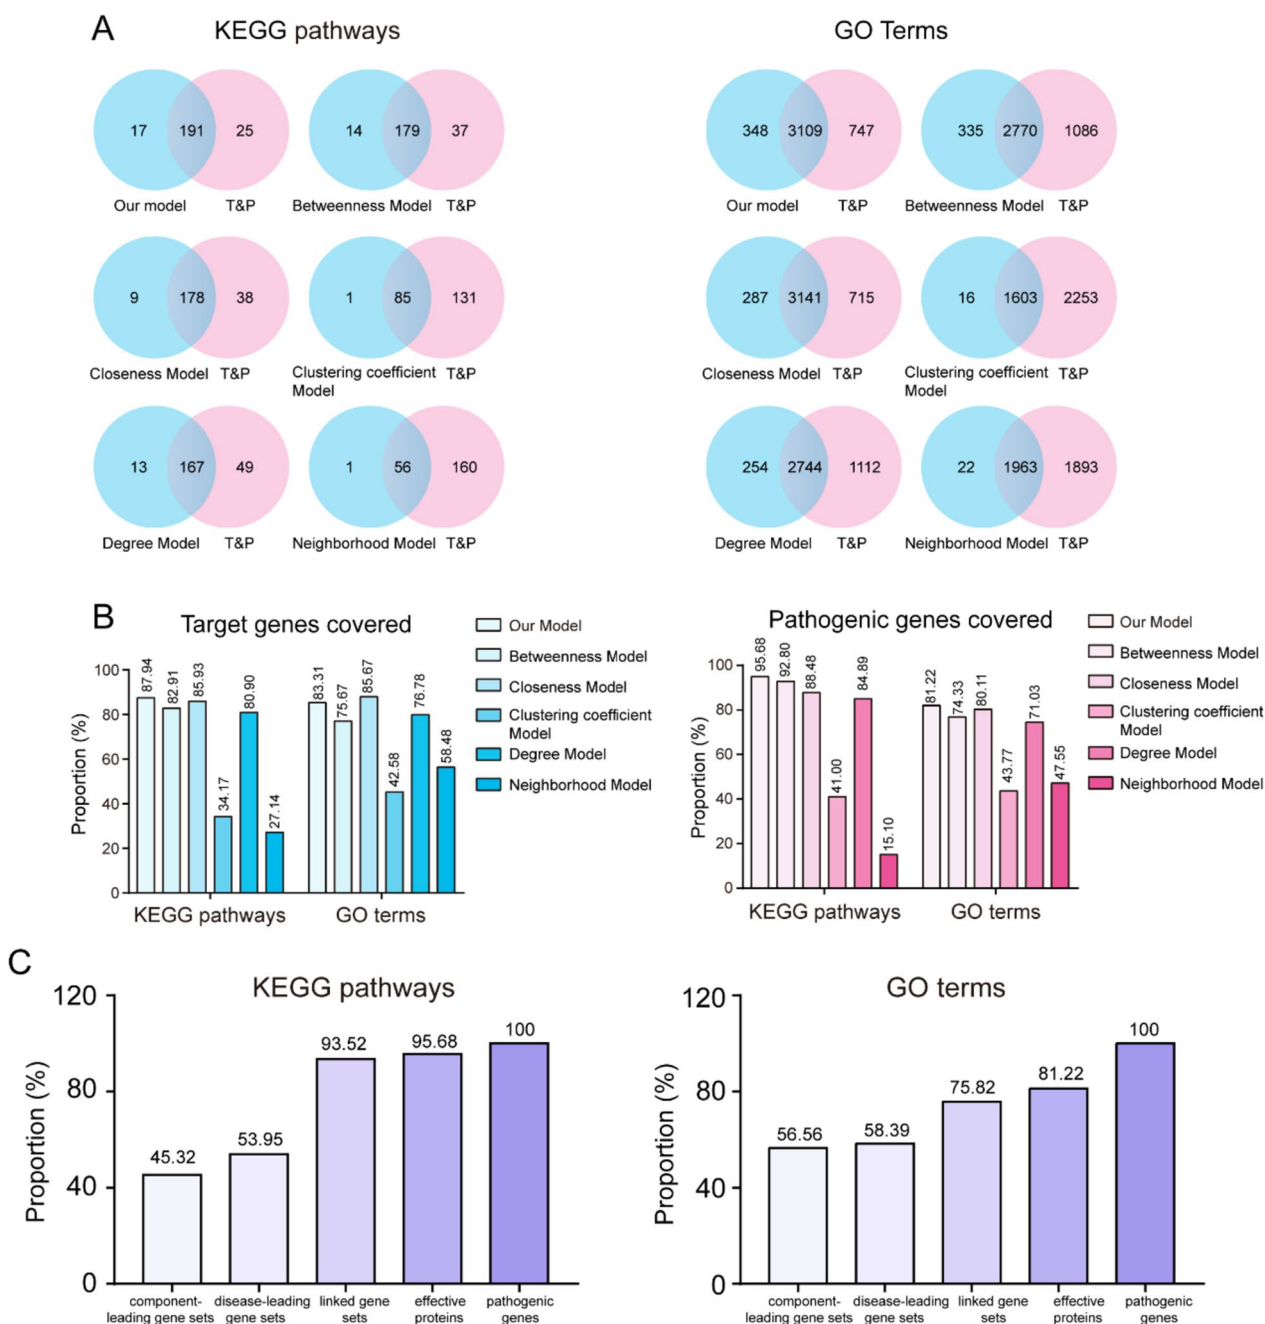 A
KEGG pathways
GO Terms
17 191 25
14 179 37
348 3109 747
335 2770 1086
Our model T&P
Betweenness Model T&P
Our model T&P
Betweenness Model T&P
9 178 38
1 85 131
287 3141 715
16 1603 2253
Closeness Model T&P
Clustering coefficient T&P
Model
Closeness Model T&P
Clustering coefficient T&P
Model
13 167 49
1 56 160
254 2744 1112
22 1963 1893
Degree Model T&P
Neighborhood Model T&P
Degree Model T&P
Neighborhood Model T&P
B
Target genes covered
Proportion (%)
100
80
60
40
20
0
87.94
82.91
85.93
34.17
80.90
27.14
83.31
75.67
85.67
42.58
76.78
58.48
KEGG pathways
GO terms
Our Model
Betweenness Model
Closeness Model
Clustering coefficient
Model
Degree Model
Neighborhood Model
Pathogenic genes covered
Proportion (%)
100
80
60
40
20
0
95.68
92.80
88.48
41.00
84.89
15.10
81.22
74.33
80.11
43.77
71.03
47.55
KEGG pathways
GO terms
Our Model
Betweenness Model
Closeness Model
Clustering coefficient
Model
Degree Model
Neighborhood Model
C
KEGG pathways
Proportion (%)
120
80
40
0
45.32
53.95
93.52
95.68
100
component-
leading gene sets
disease-leading
gene sets
linked gene
sets
effective
proteins
pathogenic
genes
GO terms
Proportion (%)
120
80
40
0
56.56
58.39
75.82
81.22
100
component-
leading gene sets
disease-leading
gene sets
linked gene
sets
effective
proteins
pathogenic
genes